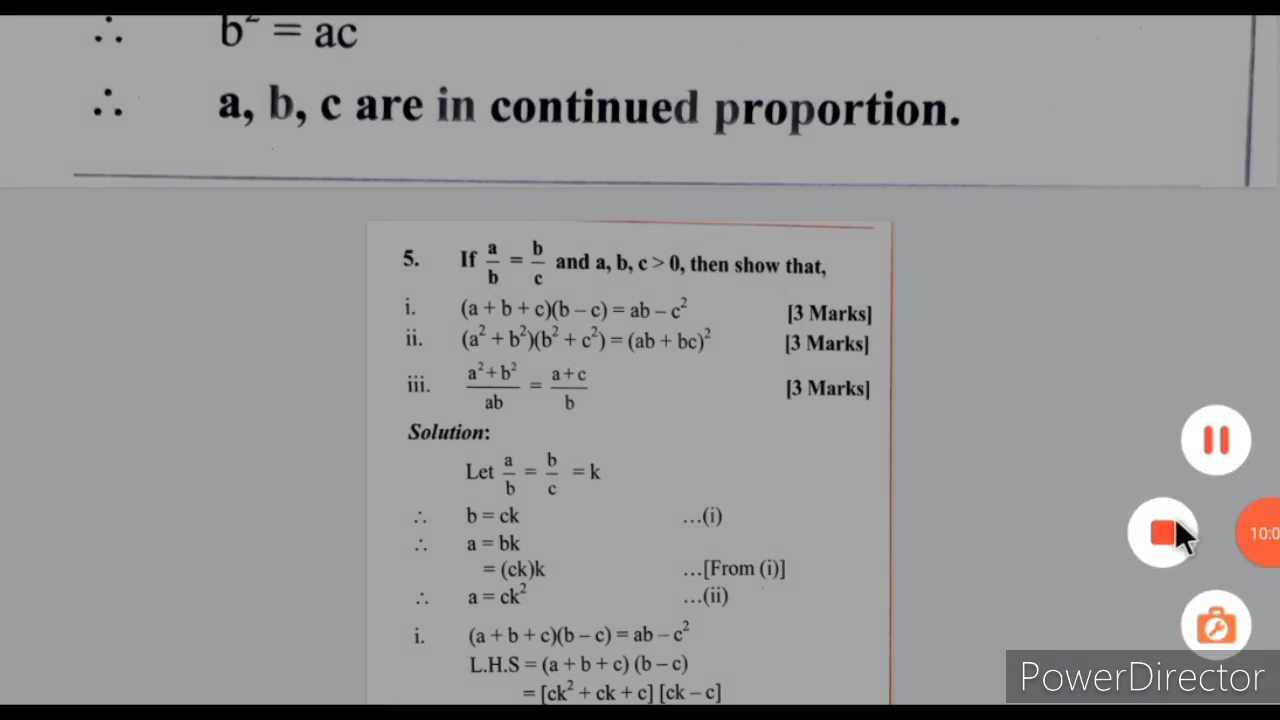 ∴ b² = ac
∴ a, b, c are in continued proportion.
5. If a/b = b/c and a, b, c > 0, then show that,
i. (a + b + c)(b – c) = ab – c² [3 Marks]
ii. (a² + b²)(b² + c²) = (ab + bc)² [3 Marks]
iii. a²+b²/ab = a+c/b [3 Marks]
Solution:
Let a/b = b/c = k
∴ b = ck ...(i)
∴ a = bk
= (ck)k ...[From (i)]
∴ a = ck² ...(ii)
i. (a + b + c)(b – c) = ab – c²
L.H.S = (a + b + c) (b – c)
= [ck² + ck + c] [ck – c]
10:0
PowerDirector